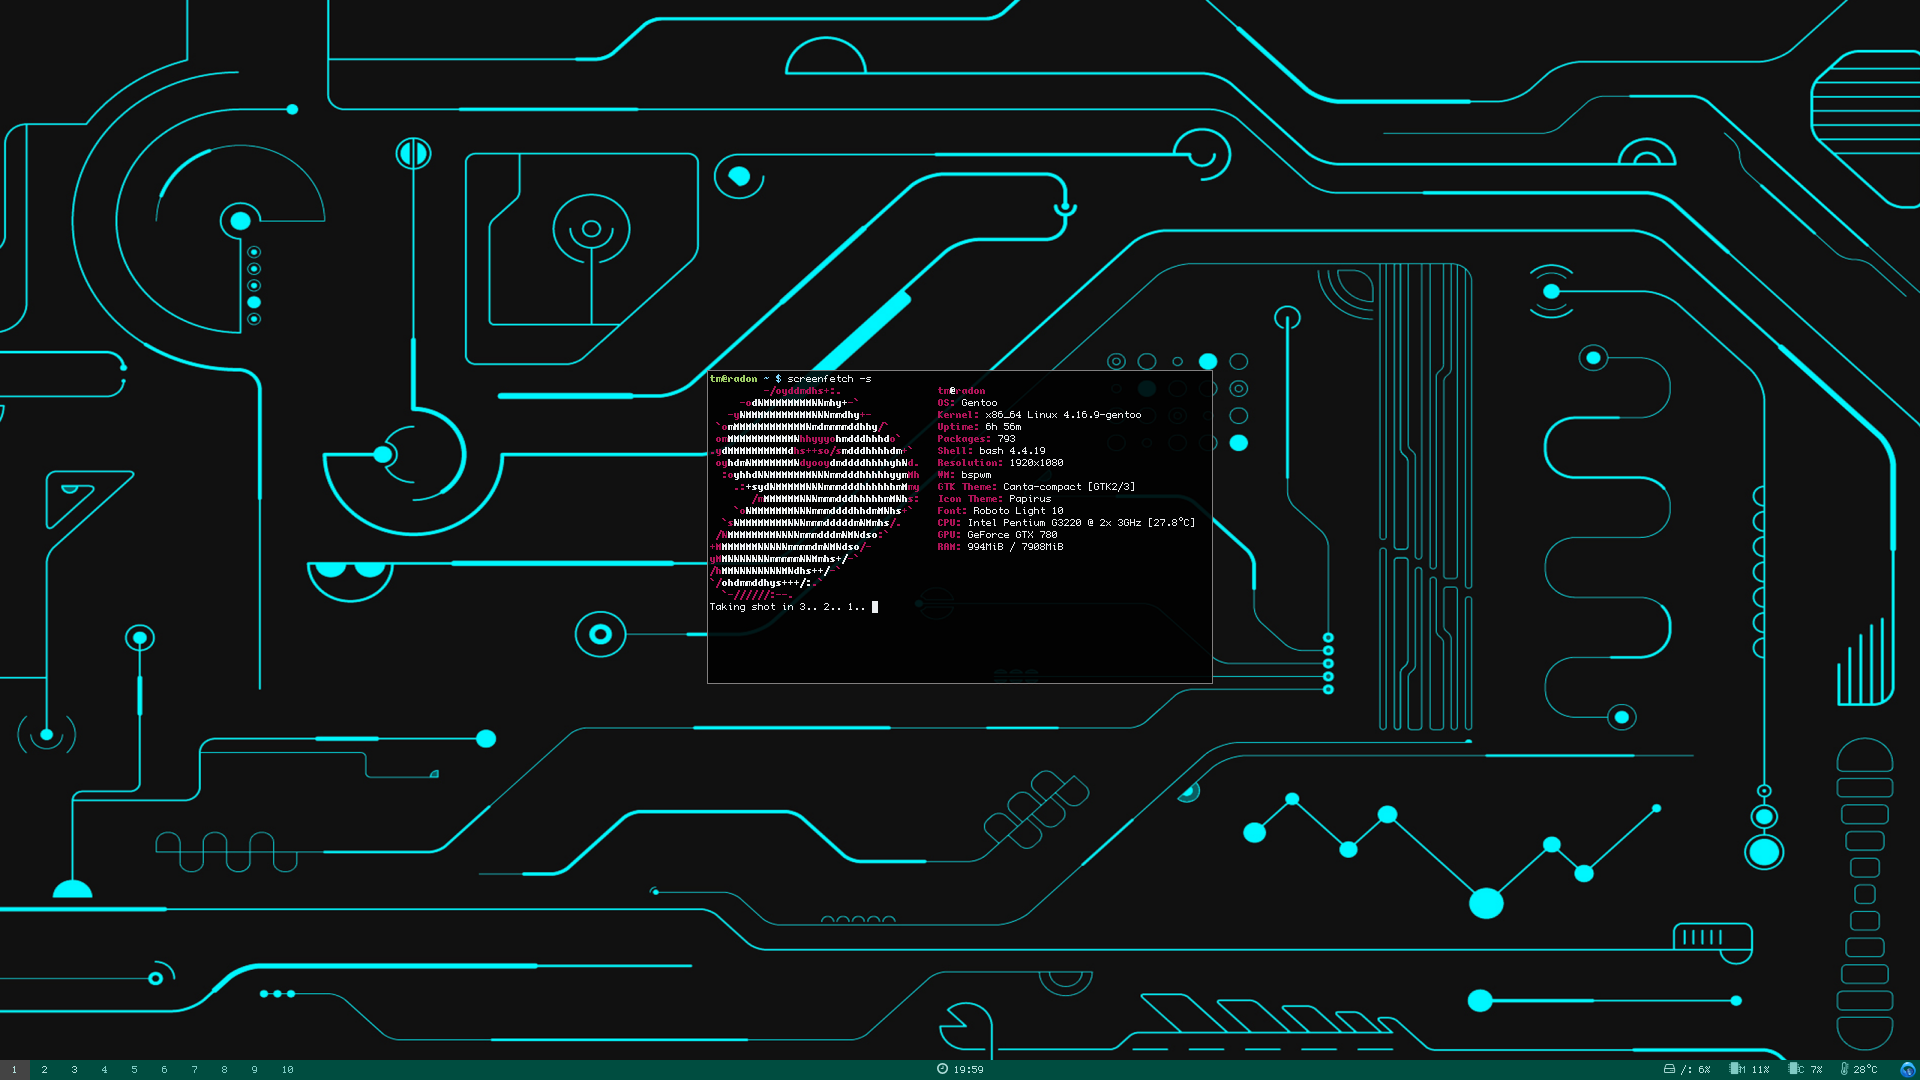 tm@radon ~ $ screenfetch -s
tm@radon
OS: Gentoo
Kernel: x86_64 Linux 4.16.9-gentoo
Uptime: 6h 56m
Packages: 793
Shell: bash 4.4.19
Resolution: 1920x1080
WM: bspwm
GTK Theme: Canta-compact [GTK2/3]
Icon Theme: Papirus
Font: Roboto Light 10
CPU: Intel Pentium G3220 @ 2x 3GHz [27.8°C]
GPU: GeForce GTX 780
RAM: 994MiB / 7908MiB
Taking shot in 3.. 2.. 1..
1 2 3 4 5 6 7 8 9 10 19:59 /: 6% M 11% C 7% 28°C